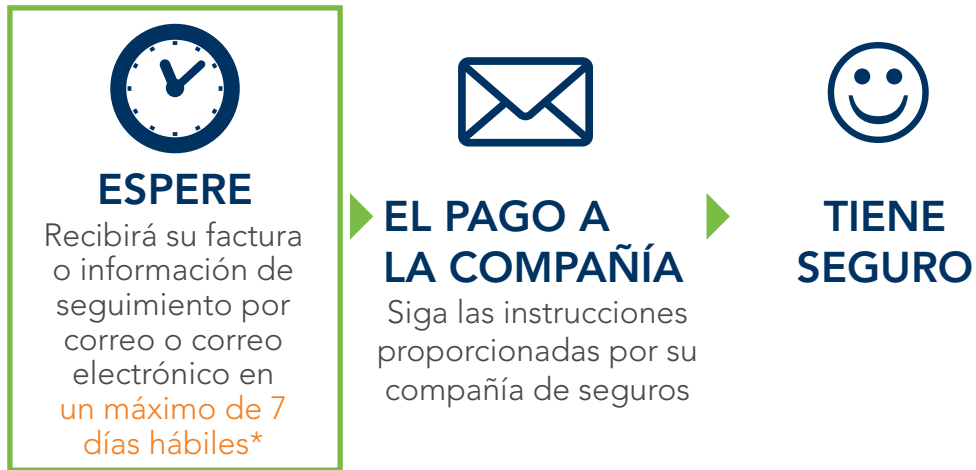 ESPERE
Recibirá su factura
o información de
seguimiento por
correo o correo
electrónico en
un máximo de 7
días hábiles*
EL PAGO A
LA COMPAÑÍA
Siga las instrucciones
proporcionadas por su
compañía de seguros
TIENE
SEGURO